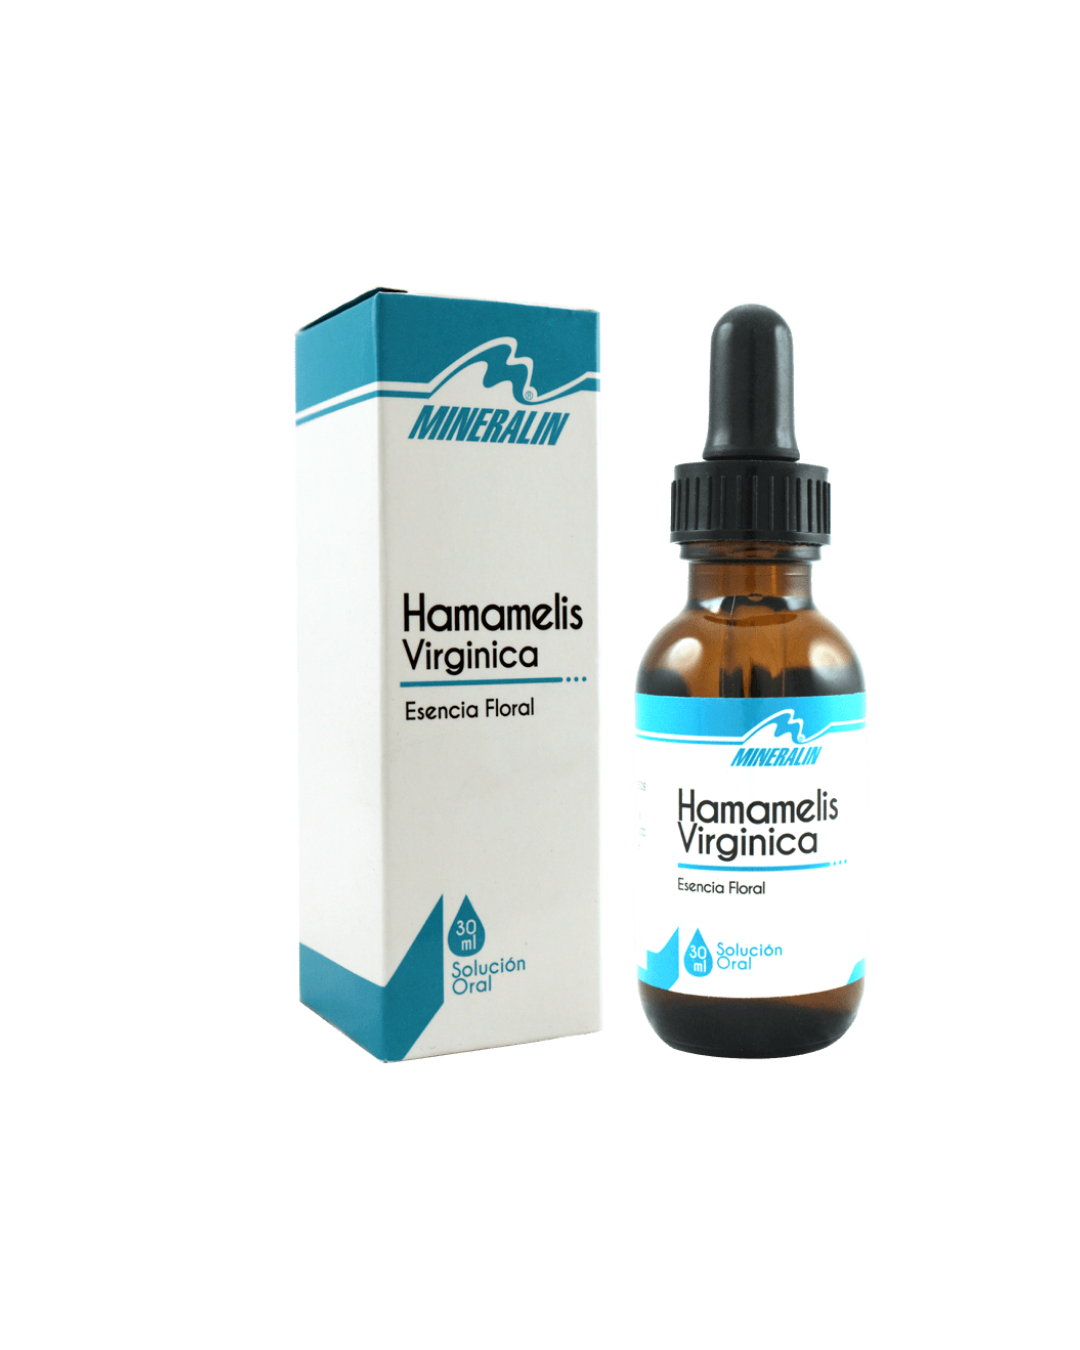 MINERALIN
Hamamelis
Virginica
Esencia Floral
30
ml
Solución
Oral
MINERALIN
Hamamelis
Virginica
Esencia Floral
30
ml
Solución
Oral